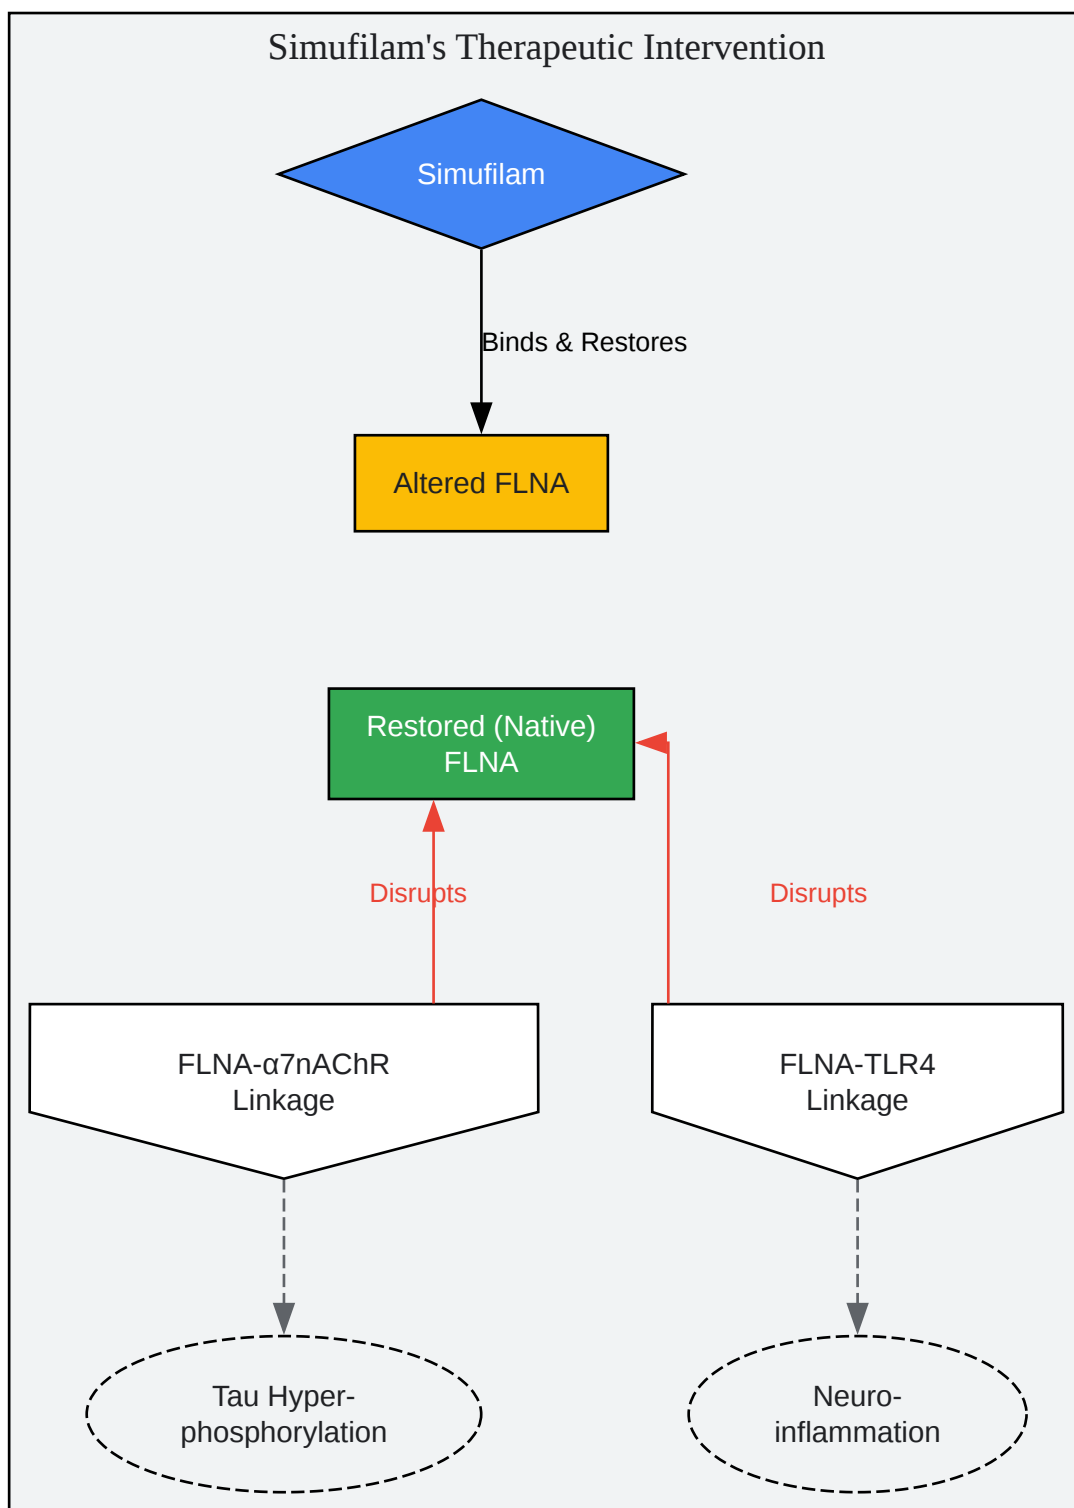 Simufilam's Therapeutic Intervention
Simufilam
Binds & Restores
Altered FLNA
Restored (Native)
FLNA
Disrupts
Disrupts
FLNA-α7nAChR
Linkage
FLNA-TLR4
Linkage
Tau Hyper-
phosphorylation
Neuro-
inflammation